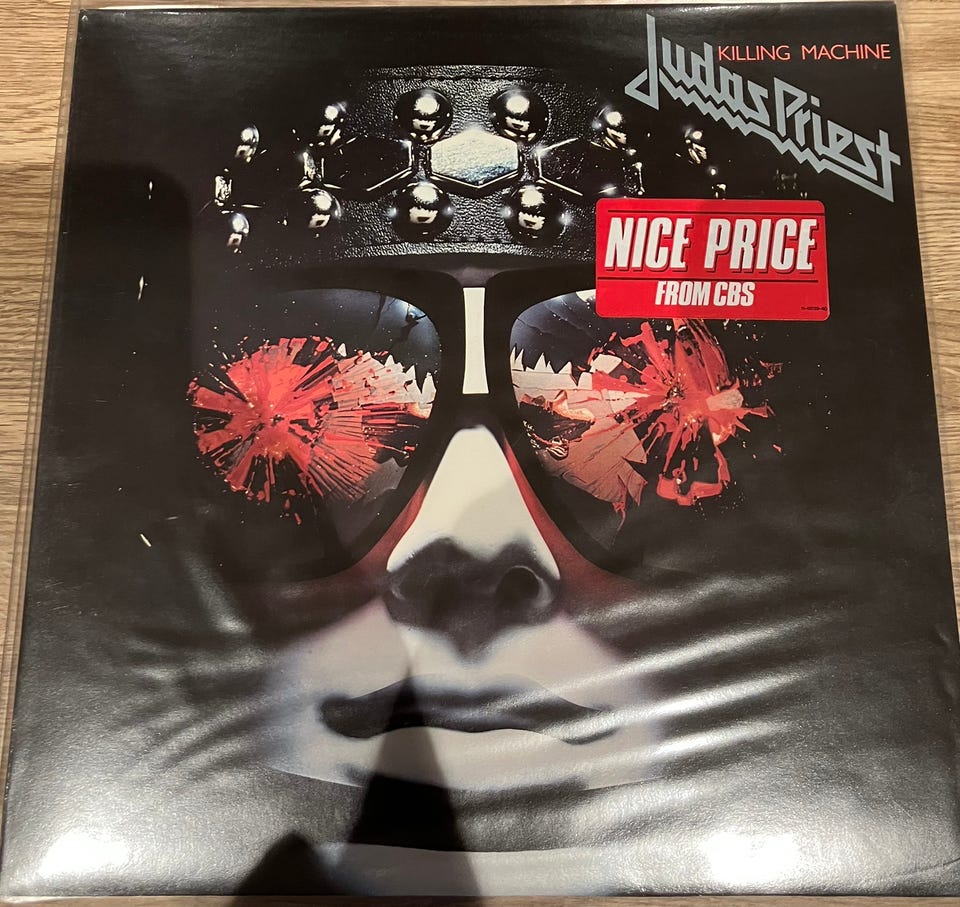 KILLING MACHINE
Judas Priest
NICE PRICE
FROM CBS